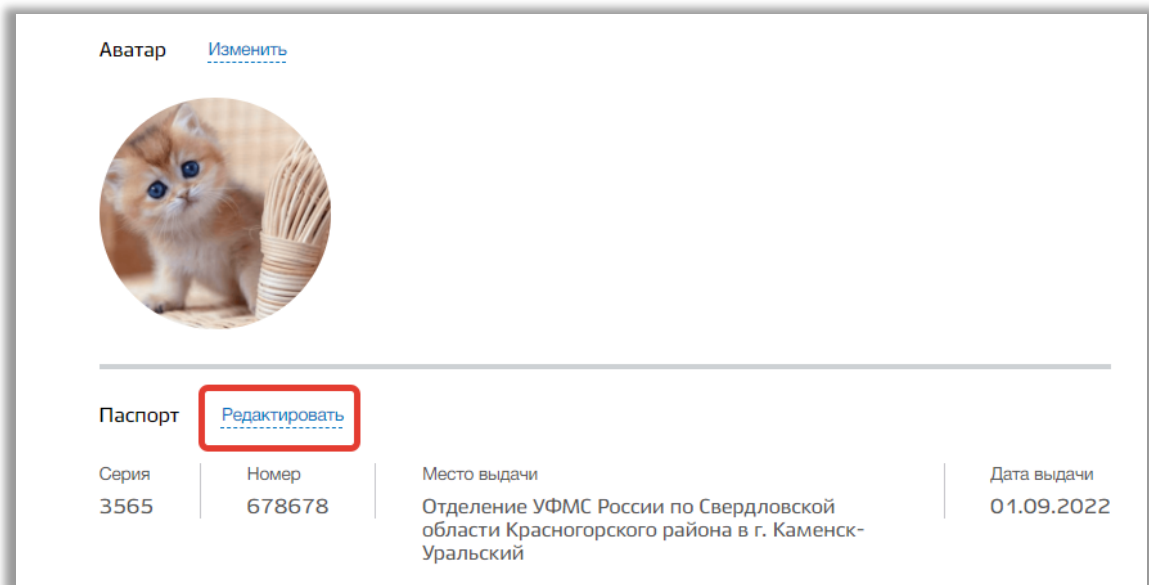 Аватар Изменить
Паспорт Редактировать
Серия Номер Место выдачи Дата выдачи
3565 678678 Отделение УФМС России по Свердловской 01.09.2022
области Красногорского района в г. Каменск-
Уральский